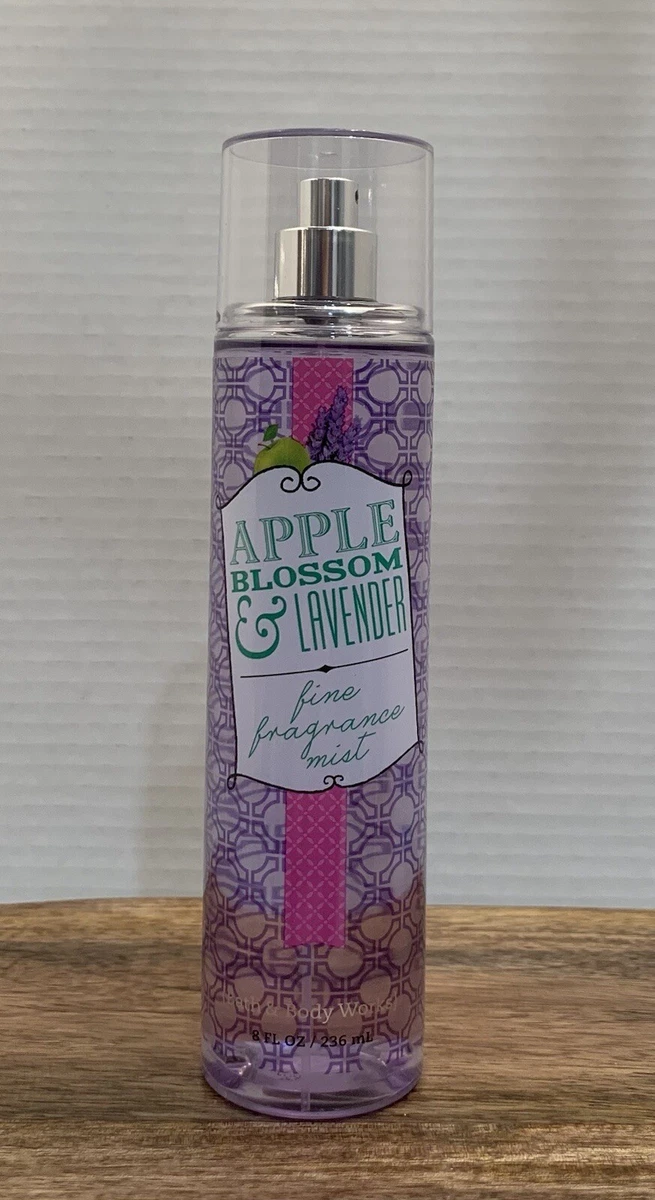 APPLE
BLOSSOM
& LAVENDER
fine
fragrance
mist
Bath & Body Works
8 FL OZ / 236 mL